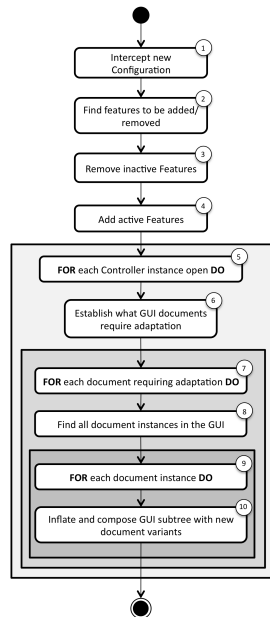 1
Intercept new
Configuration
2
Find features to be added/
removed
3
Remove inactive Features
4
Add active Features
5
FOR each Controller instance open DO
6
Establish what GUI documents
require adaptation
7
FOR each document requiring adaptation DO
8
Find all document instances in the GUI
9
FOR each document instance DO
10
Inflate and compose GUI subtree with new
document variants